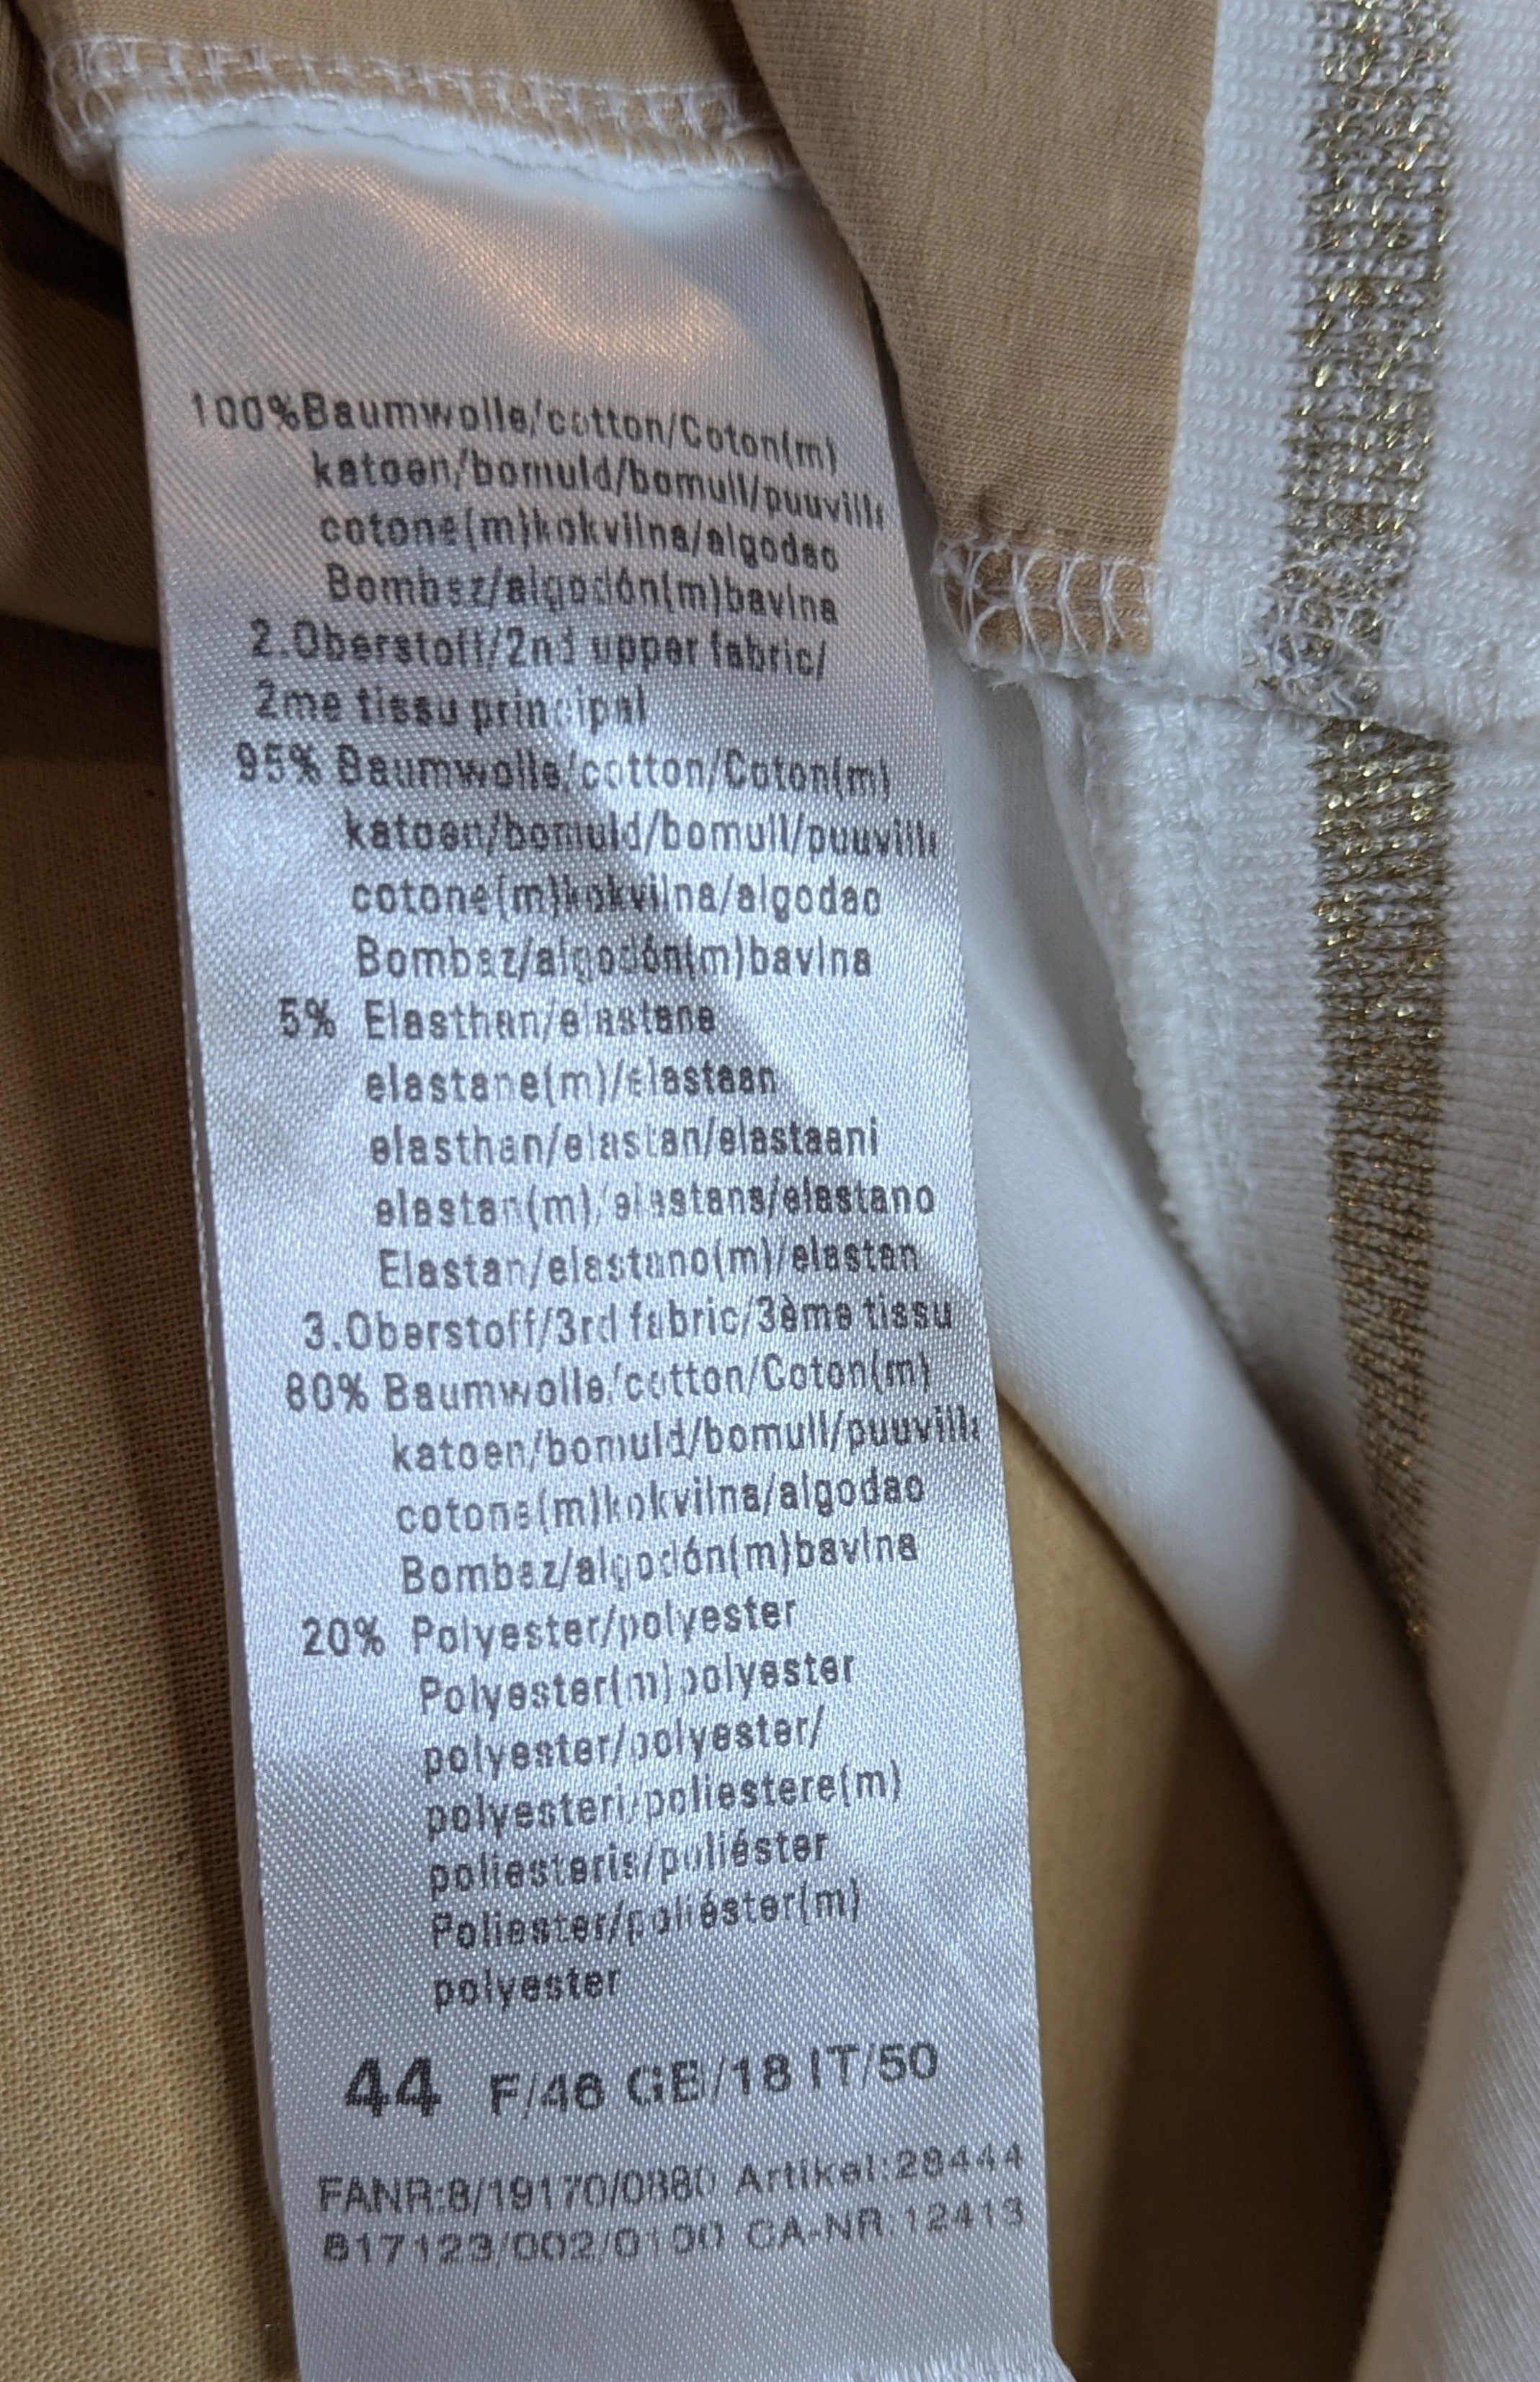 100%Baumwolle/cotton/Coton(m)
katoen/bomuld/bomull/puuvilla
cotone(m)kokvilna/algodao
Bombaz/algodón(m)bavlna
2.Oberstoff/2nd upper fabric/
2me tissu principal
95% Baumwolle/cotton/Coton(m)
katoen/bomuld/bomull/puuvilla
cotone(m)kokvilna/algodao
Bombaz/algodón(m)bavlna
5% Elasthan/elastane
elastane(m)/elastaan
elasthan/elastan/elastaani
elastan(m)/elastans/elastano
Elastan/elastano(m)/elastan
3.Oberstoff/3rd fabric/3ème tissu
80% Baumwolle/cotton/Coton(m)
katoen/bomuld/bomull/puuvilla
cotone(m)kokvilna/algodao
Bombaz/algodón(m)bavlna
20% Polyester/polyester
Polyester(m)polyester
polyester/polyester/
polyesteri/poliestere(m)
poliesteris/poliéster
Poliester/poliéster(m)
polyester
44 F/46 GB/18 IT/50
FANR:8/19170/0880 Artikel:28444
817123/002/0100 CA-NR.12413